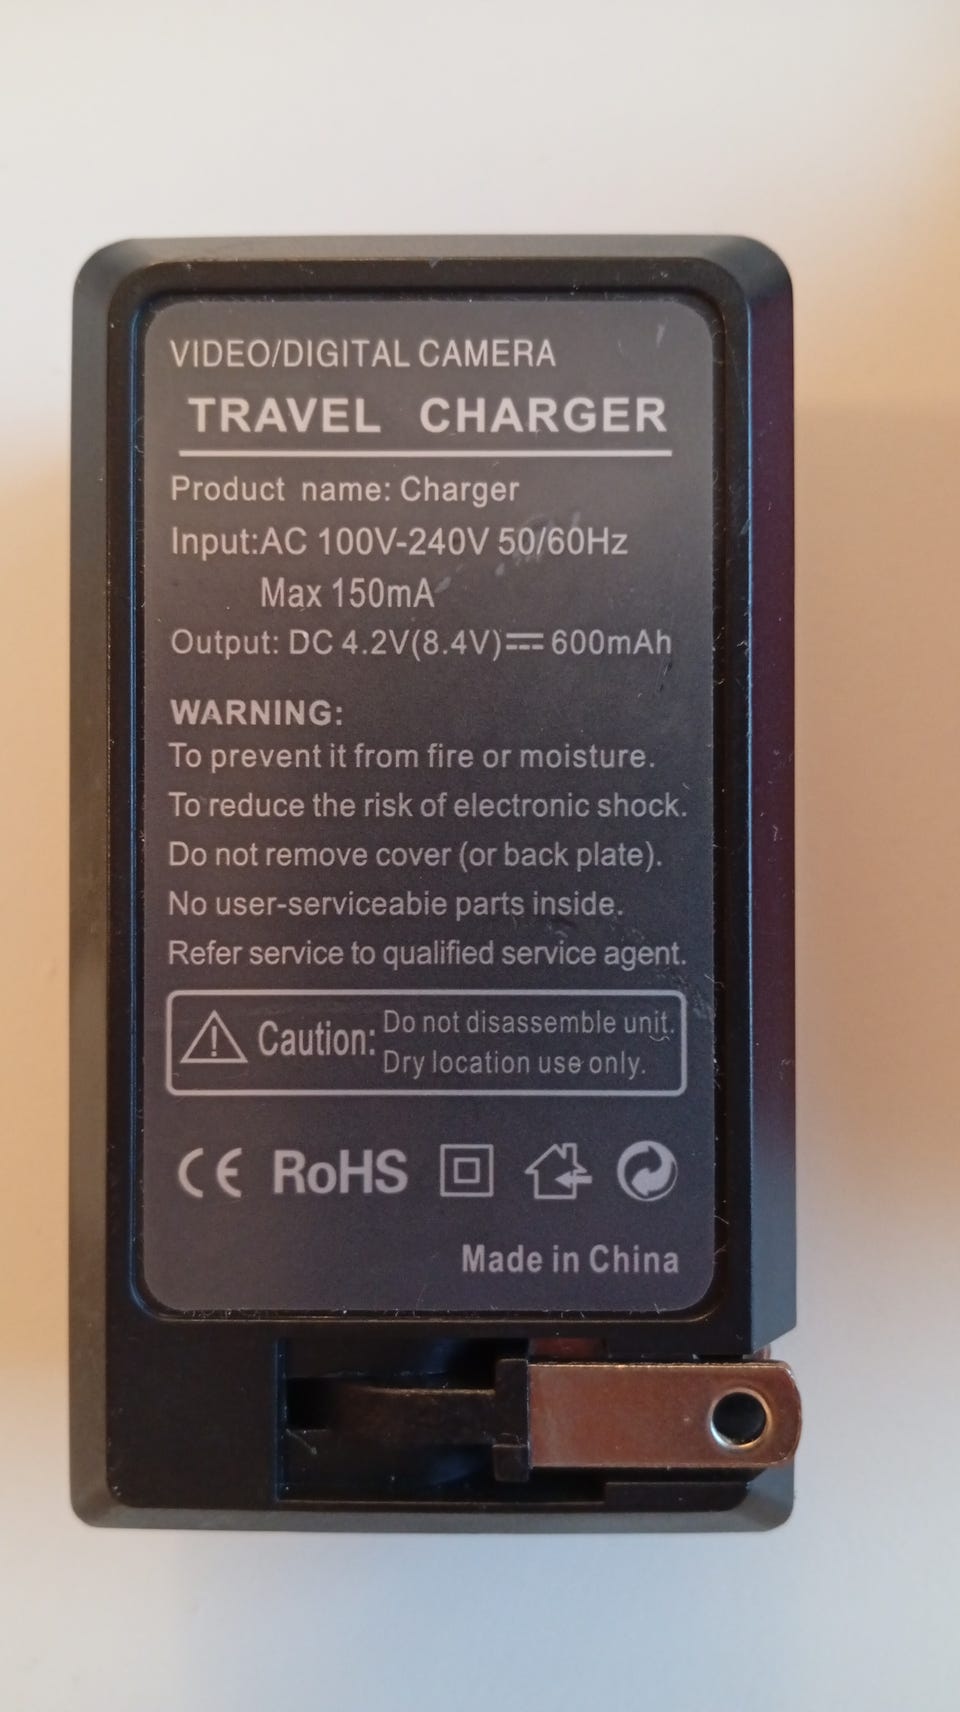 VIDEO/DIGITAL CAMERA
TRAVEL CHARGER
Product name: Charger
Input:AC 100V-240V 50/60Hz
Max 150mA
Output: DC 4.2V(8.4V)⎓600mAh
WARNING:
To prevent it from fire or moisture.
To reduce the risk of electronic shock.
Do not remove cover (or back plate).
No user-serviceabie parts inside.
Refer service to qualified service agent.
Caution: Do not disassemble unit.
Dry location use only.
CE RoHS
Made in China